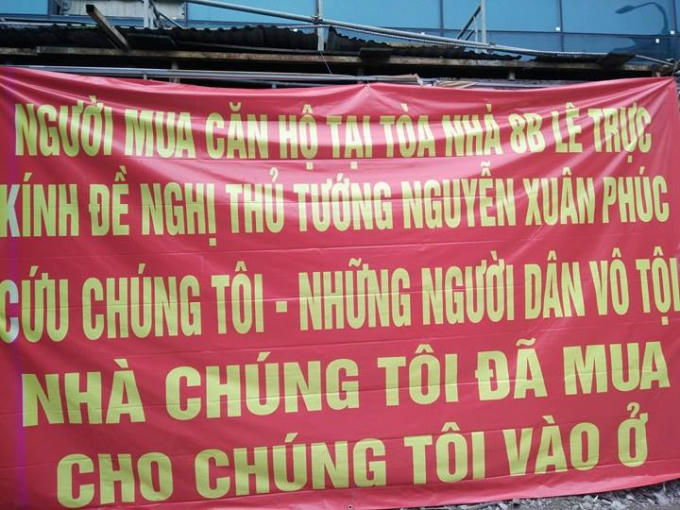 NGƯỜI MUA CĂN HỘ TẠI TÒA NHÀ 8B LÊ TRỰC
KÍNH ĐỀ NGHỊ THỦ TƯỚNG NGUYỄN XUÂN PHÚC
CỨU CHÚNG TÔI - NHỮNG NGƯỜI DÂN VÔ TỘI
NHÀ CHÚNG TÔI ĐÃ MUA
CHO CHÚNG TÔI VÀO Ở